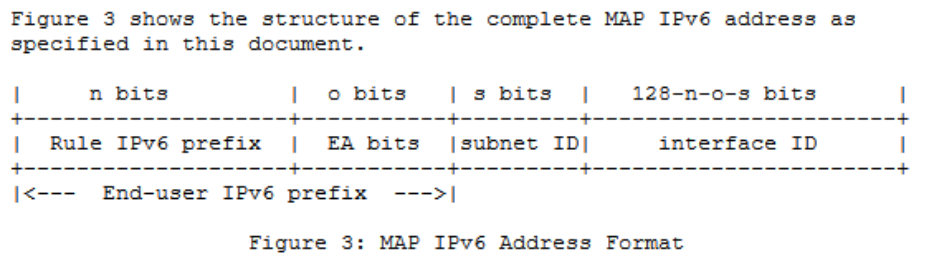 Figure 3 shows the structure of the complete MAP IPv6 address as
specified in this document.
|     n bits         |  o bits   | s bits  |   128-n-o-s bits      |
+--------------------+-----------+---------+-----------------------+
|  Rule IPv6 prefix  |  EA bits  |subnet ID|     interface ID      |
+--------------------+-----------+---------+-----------------------+
|<---  End-user IPv6 prefix  --->|
Figure 3: MAP IPv6 Address Format